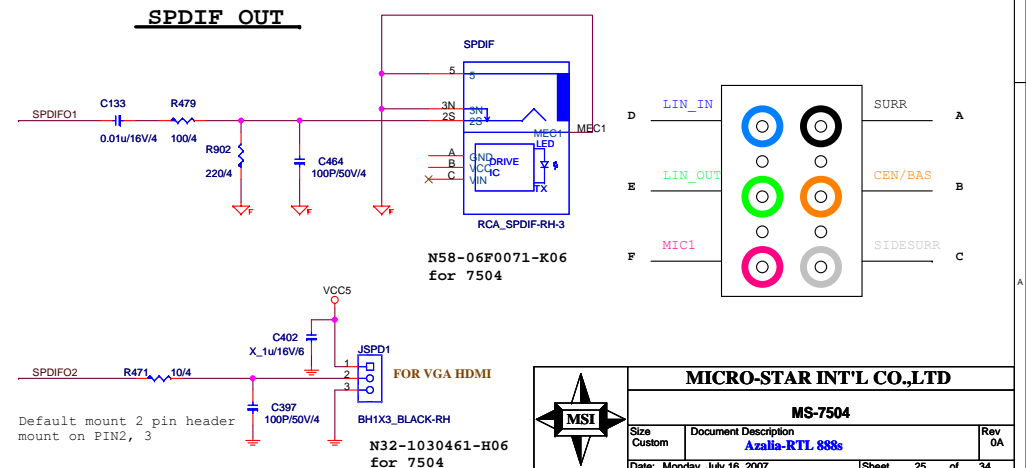 SPDIF OUT
SPDIF
5
5
SPDIFO1
C133
0.01u/16V/4
R479
100/4
R902
220/4
C464
100P/50V/4
3N
2S
3N
2S
MEC1
MEC1
A
B
C
GND
VCC
VIN
DRIVE
IC
LED
TX
F
F
F
RCA_SPDIF-RH-3
N58-06F0071-K06
for 7504
D
LIN_IN
SURR
A
E
LIN_OUT
CEN/BAS
B
F
MIC1
SIDESURR
C
A
VCC5
C402
X_1u/16V/6
JSPD1
1
2
3
FOR VGA HDMI
SPDIFO2
R471
10/4
C397
100P/50V/4
BH1X3_BLACK-RH
Default mount 2 pin header
mount on PIN2, 3
N32-1030461-H06
for 7504
MSI
MICRO-STAR INT'L CO.,LTD
MS-7504
Size
Custom
Document Description
Azalia-RTL 888s
Rev
0A
Date: Monday, July 16, 2007
Sheet 25 of 34